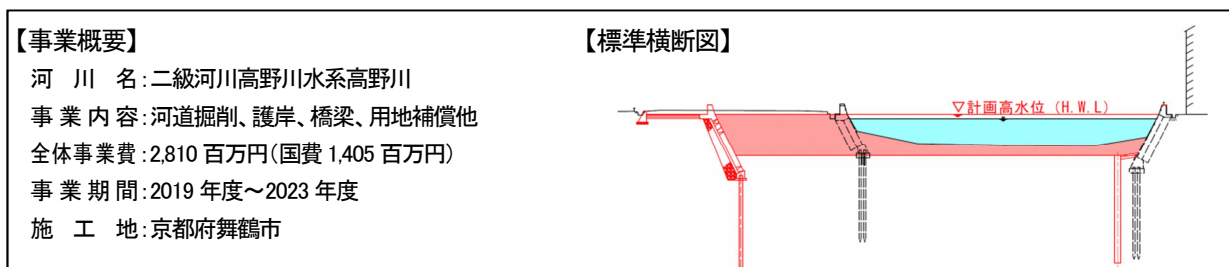 【事業概要】
河川名：二級河川高野川水系高野川
事業内容：河道掘削、護岸、橋梁、用地補償他
全体事業費：2,810 百万円（国費 1,405 百万円）
事業期間：2019 年度～2023 年度
施工地：京都府舞鶴市
【標準横断図】
▽計画高水位 (H.W.L)